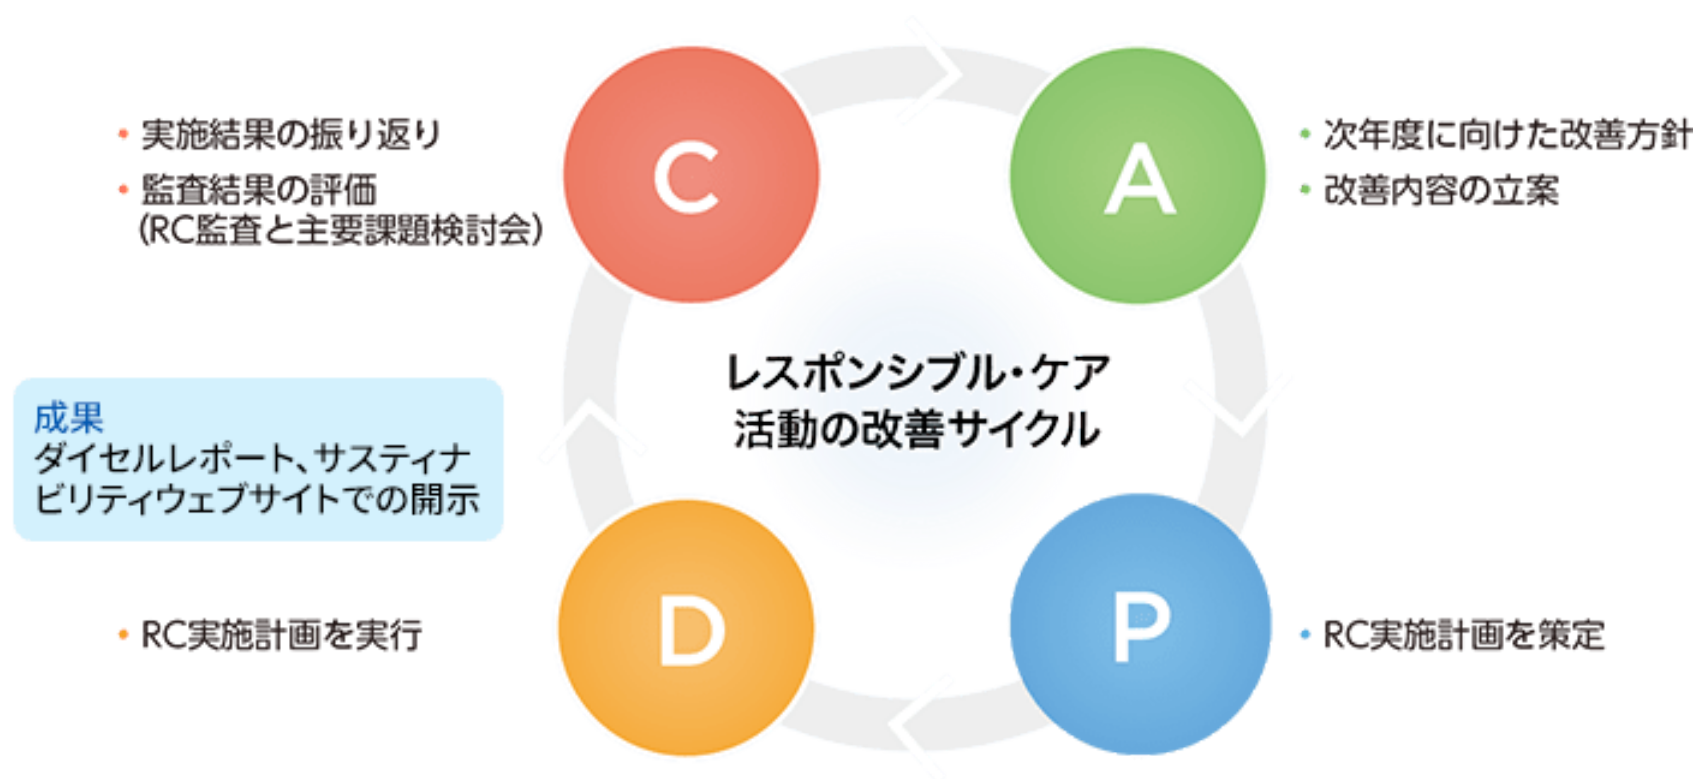 C
・実施結果の振り返り
・監査結果の評価
(RC監査と主要課題検討会)
A
・次年度に向けた改善方針
・改善内容の立案
レスポンシブル・ケア
活動の改善サイクル
成果
ダイセルレポート、サスティナ
ビリティウェブサイトでの開示
D
・RC実施計画を実行
P
・RC実施計画を策定